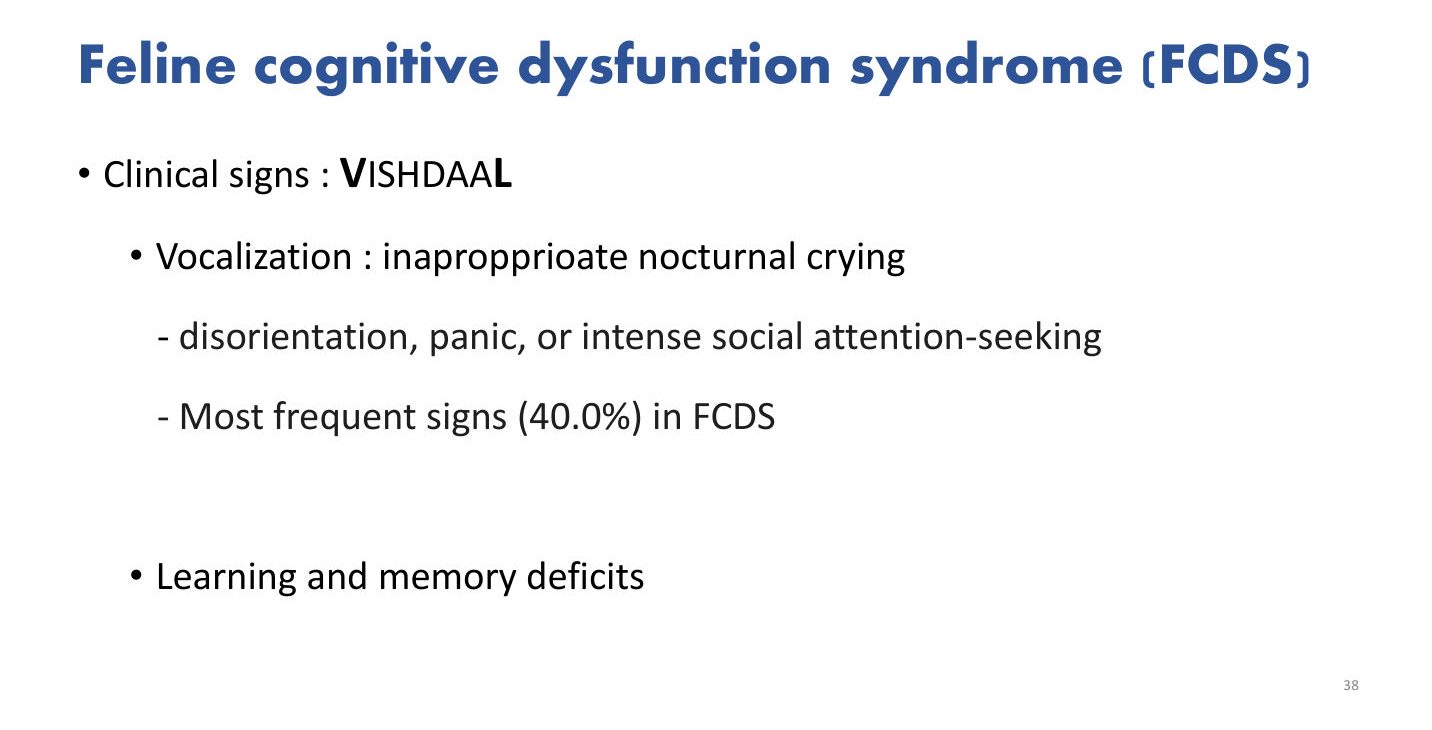 Feline cognitive dysfunction syndrome (FCDS)
• Clinical signs : VISHDAAL
• Vocalization : inapropprioate nocturnal crying
- disorientation, panic, or intense social attention-seeking
- Most frequent signs (40.0%) in FCDS
• Learning and memory deficits
38